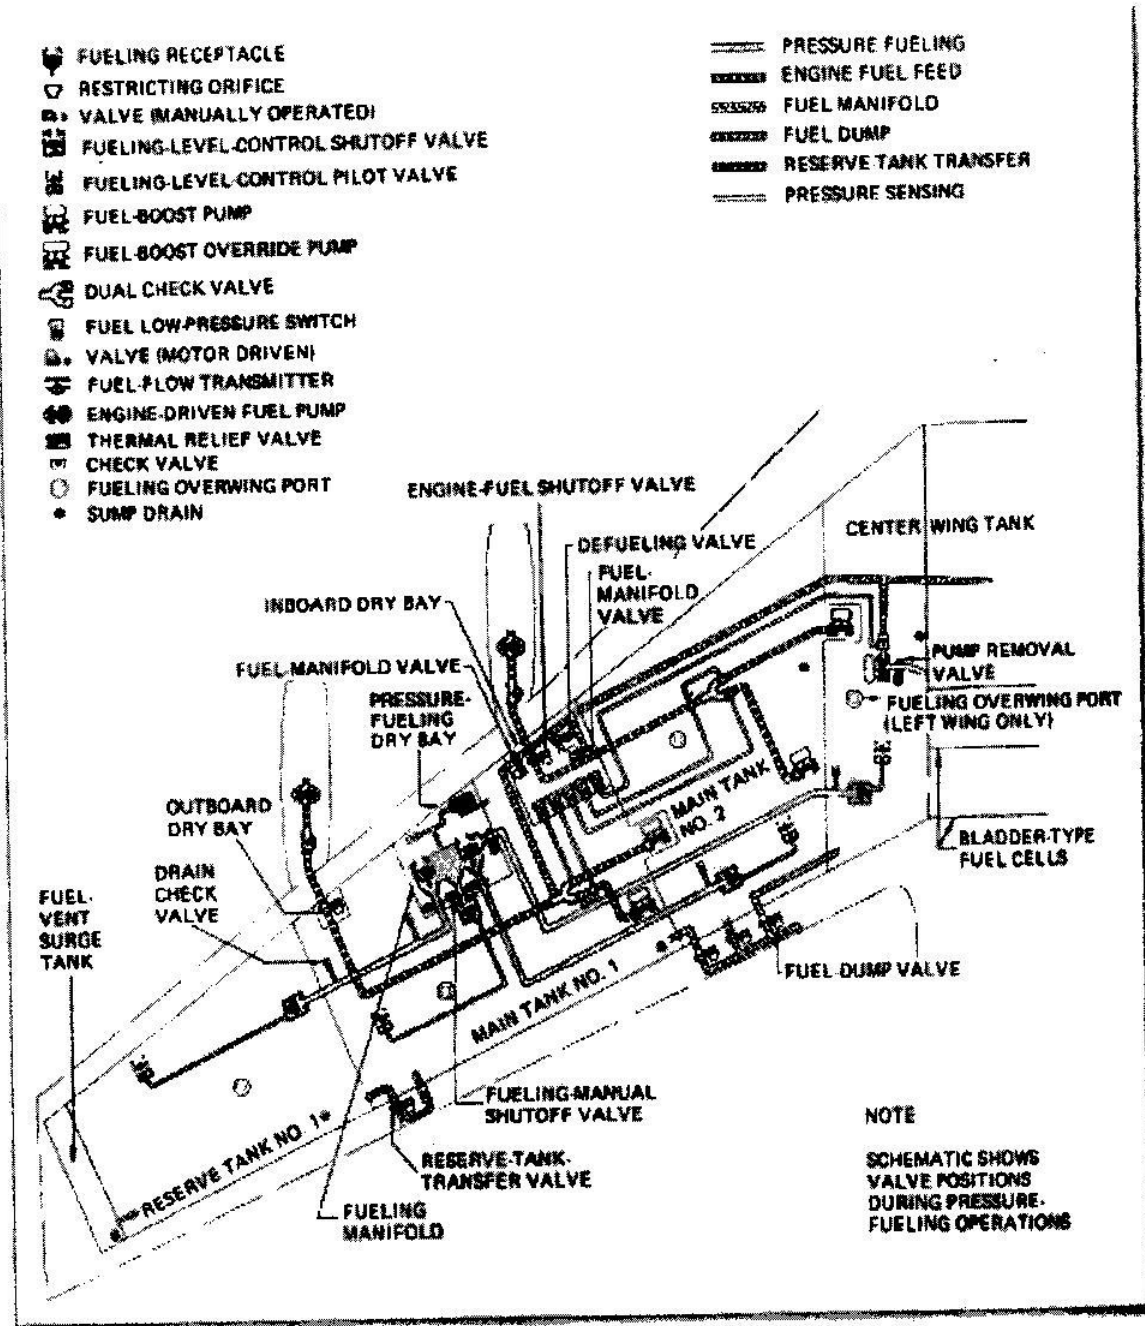 FUELING RECEPTACLE
RESTRICTING ORIFICE
VALVE (MANUALLY OPERATED)
FUELING-LEVEL-CONTROL SHUTOFF VALVE
FUELING-LEVEL-CONTROL PILOT VALVE
FUEL-BOOST PUMP
FUEL-BOOST OVERRIDE PUMP
DUAL CHECK VALVE
FUEL LOW-PRESSURE SWITCH
VALVE (MOTOR DRIVEN)
FUEL-FLOW TRANSMITTER
ENGINE-DRIVEN FUEL PUMP
THERMAL RELIEF VALVE
CHECK VALVE
FUELING OVERWING PORT
SUMP DRAIN
PRESSURE FUELING
ENGINE FUEL FEED
FUEL MANIFOLD
FUEL DUMP
RESERVE TANK TRANSFER
PRESSURE SENSING
ENGINE-FUEL SHUTOFF VALVE
CENTER WING TANK
DEFUELING VALVE
FUEL-
MANIFOLD
VALVE
INBOARD DRY BAY
FUEL MANIFOLD VALVE
PRESSURE-
FUELING
DRY BAY
PUMP REMOVAL
VALVE
FUELING OVERWING PORT
(LEFT WING ONLY)
MAIN TANK
NO. 2
OUTBOARD
DRY BAY
BLADDER-TYPE
FUEL CELLS
DRAIN
CHECK
VALVE
FUEL-
VENT
SURGE
TANK
FUEL-DUMP VALVE
MAIN TANK NO. 1
FUELING-MANUAL
SHUTOFF VALVE
RESERVE TANK NO. 1
RESERVE-TANK-
TRANSFER VALVE
FUELING
MANIFOLD
NOTE
SCHEMATIC SHOWS
VALVE POSITIONS
DURING PRESSURE-
FUELING OPERATIONS